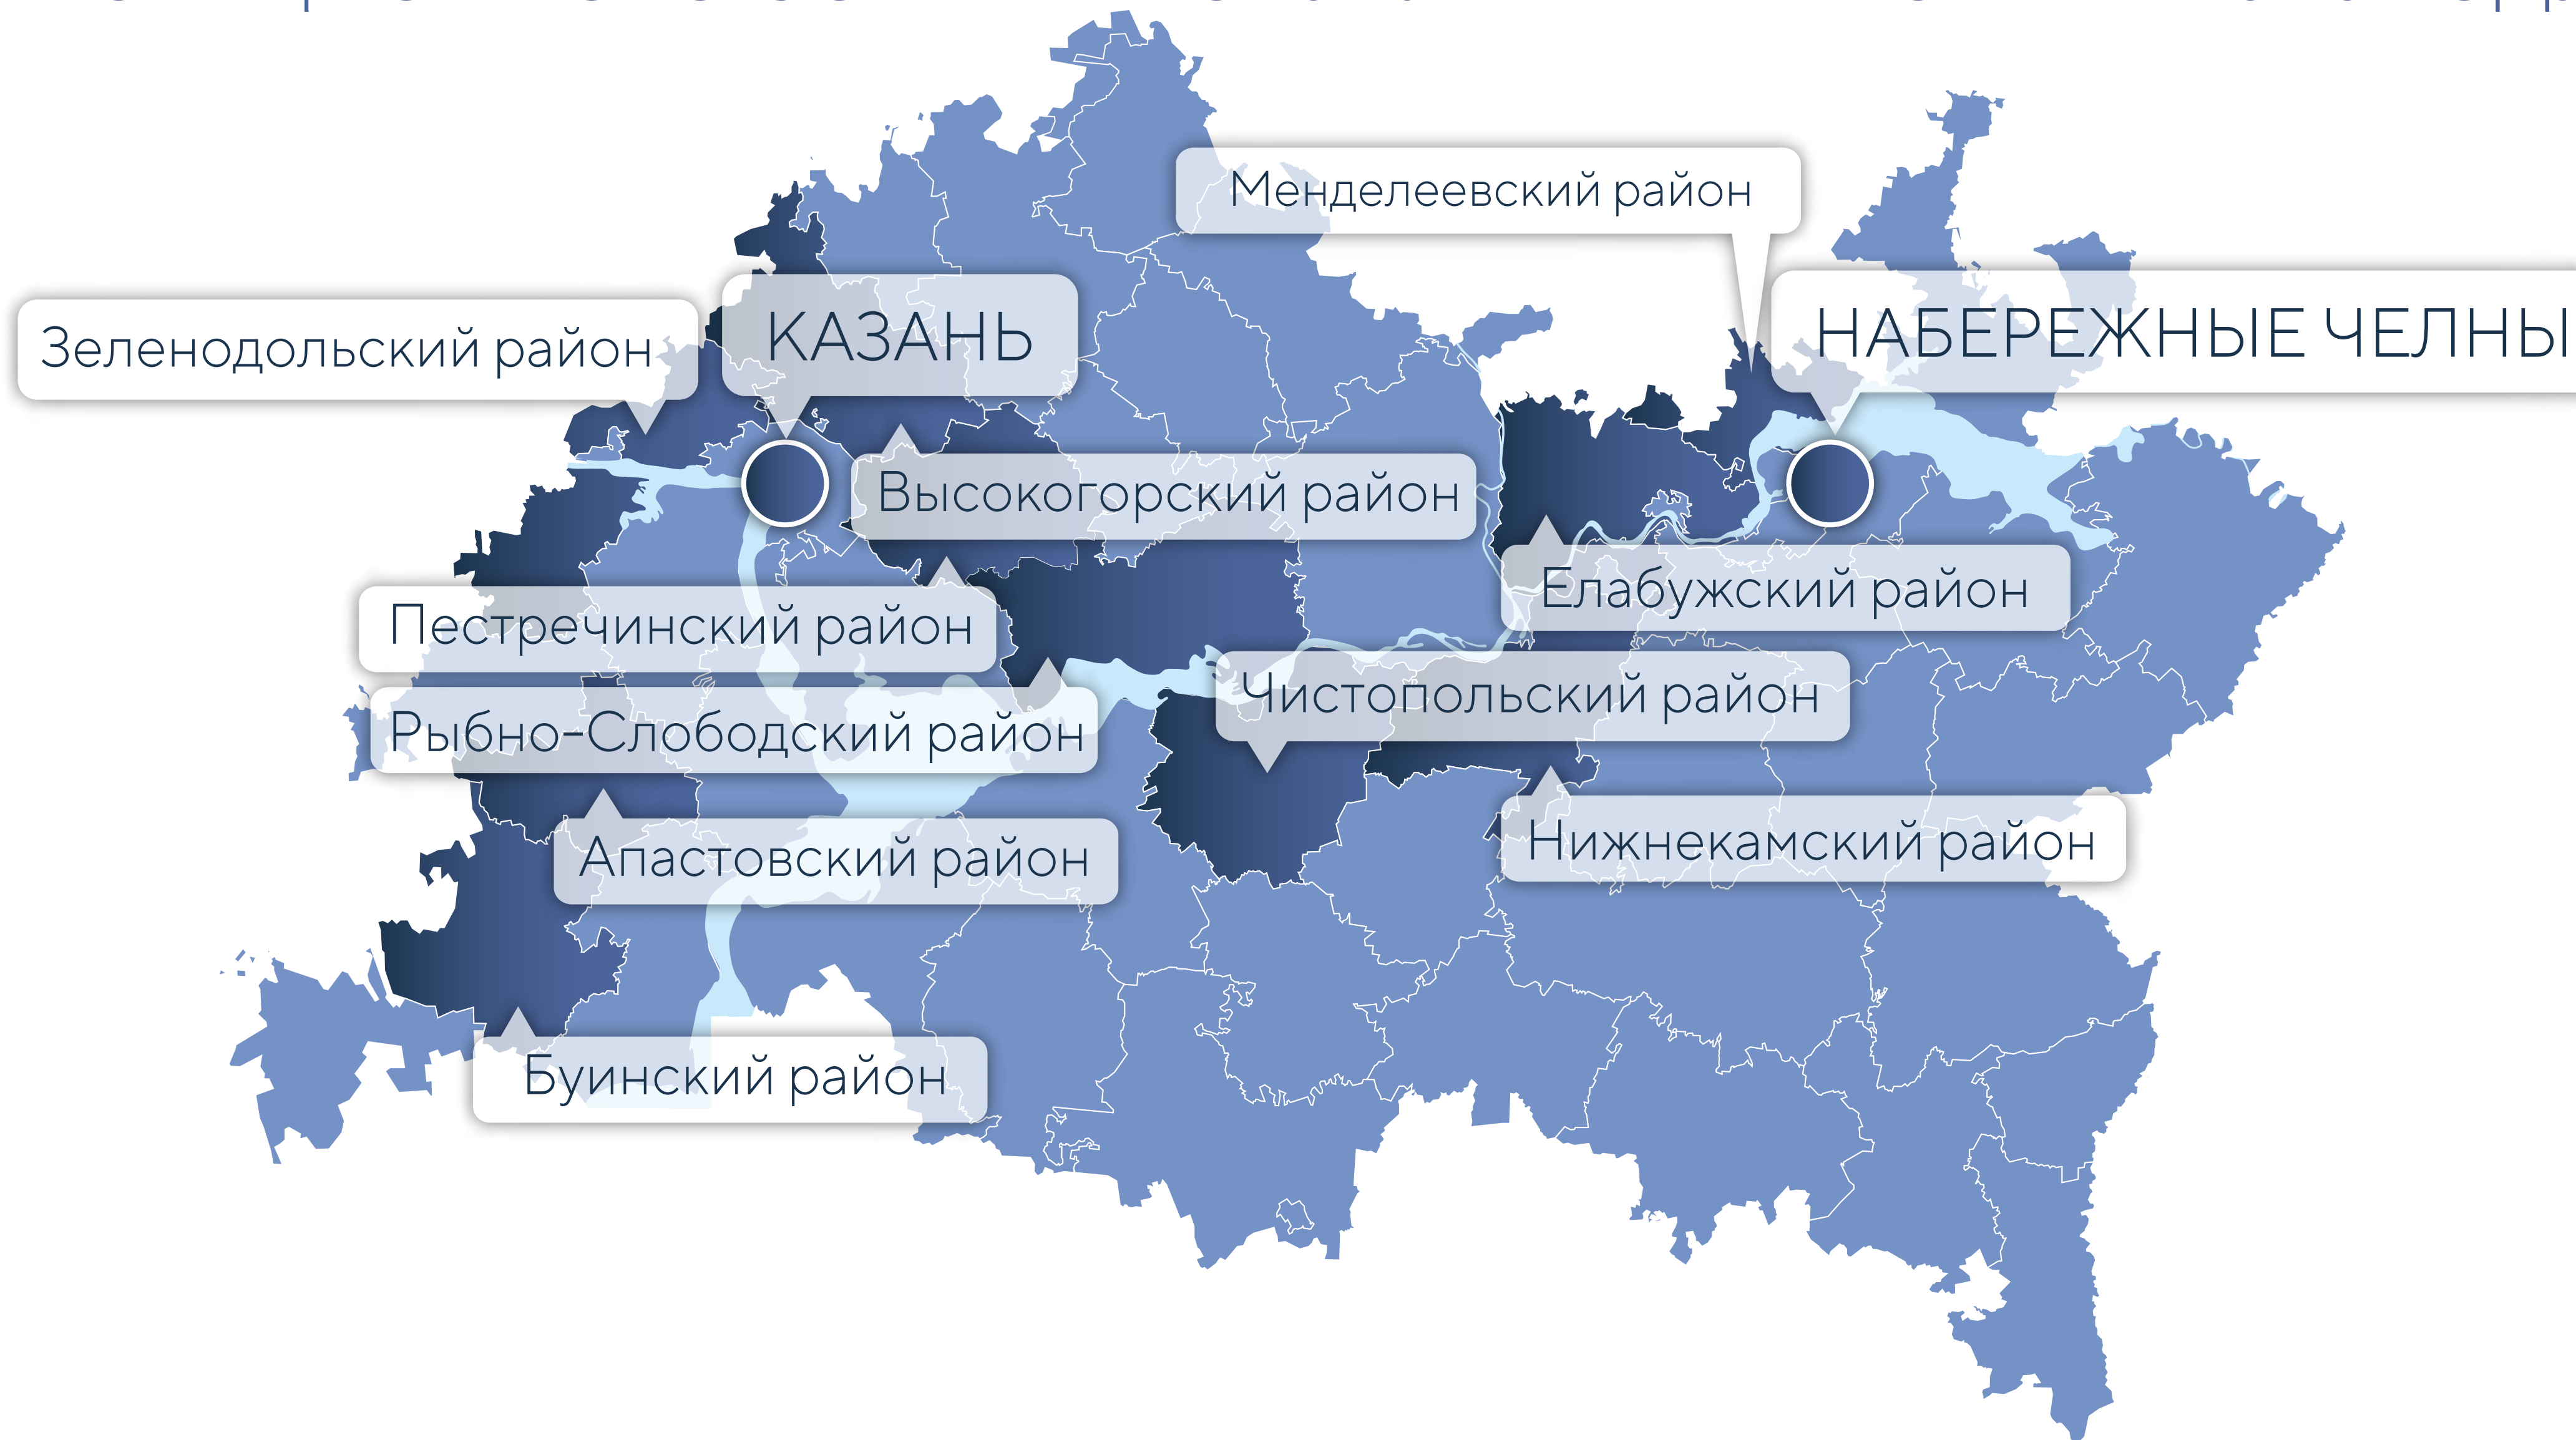 Менделеевский район
Зеленодольский район
КАЗАНЬ
НАБЕРЕЖНЫЕ ЧЕЛНЫ
Высокогорский район
Елабужский район
Пестречинский район
Чистопольский район
Рыбно-Слободский район
Апастовский район
Нижнекамский район
Буинский район